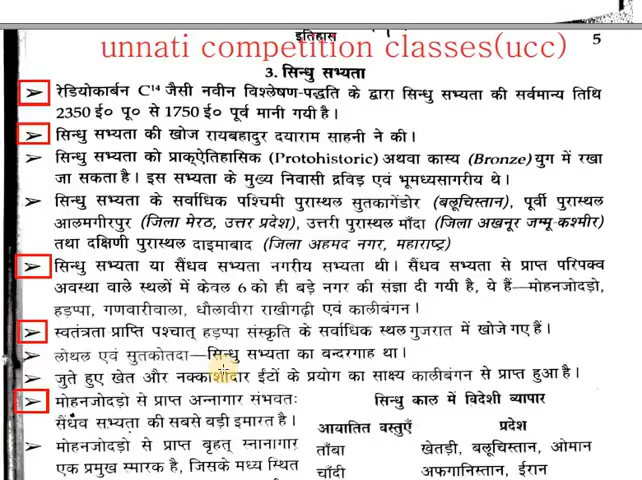 इतिहास
5
unnati competition classes(ucc)
3. सिन्धु सभ्यता
➢ रेडियोकार्बन C¹⁴ जैसी नवीन विश्लेषण-पद्धति के द्वारा सिन्धु सभ्यता की सर्वमान्य तिथि
2350 ई० पू० से 1750 ई० पूर्व मानी गयी है।
➢ सिन्धु सभ्यता की खोज रायबहादुर दयाराम साहनी ने की।
➢ सिन्धु सभ्यता को प्राक्ऐतिहासिक (Protohistoric) अथवा कास्य (Bronze) युग में रखा
जा सकता है। इस सभ्यता के मुख्य निवासी द्रविड़ एवं भूमध्यसागरीय थे।
➢ सिन्धु सभ्यता के सर्वाधिक पश्चिमी पुरास्थल सुतकागेंडोर (बलूचिस्तान), पूर्वी पुरास्थल
आलमगीरपुर (जिला मेरठ, उत्तर प्रदेश), उत्तरी पुरास्थल माँदा (जिला अखनूर जम्मू-कश्मीर)
तथा दक्षिणी पुरास्थल दाइमाबाद (जिला अहमद नगर, महाराष्ट्र)
➢ सिन्धु सभ्यता या सैंधव सभ्यता नगरीय सभ्यता थी। सैंधव सभ्यता से प्राप्त परिपक्व
अवस्था वाले स्थलों में केवल 6 को ही बड़े नगर की संज्ञा दी गयी है, ये हैं—मोहनजोदड़ो,
हड़प्पा, गणवारीवाला, धौलावीरा राखीगढ़ी एवं कालीबंगन।
➢ स्वतंत्रता प्राप्ति पश्चात् हड़प्पा संस्कृति के सर्वाधिक स्थल गुजरात में खोजे गए हैं।
➢ लोथल एवं सुतकोतदा—सिन्धु सभ्यता का बन्दरगाह था।
➢ जुते हुए खेत और नक्काशीदार ईंटों के प्रयोग का साक्ष्य कालीबंगन से प्राप्त हुआ है।
➢ मोहनजोदड़ो से प्राप्त अन्नागार संभवतः
सैंधव सभ्यता की सबसे बड़ी इमारत है।
➢ मोहनजोदड़ो से प्राप्त बृहत् स्नानागार
एक प्रमुख स्मारक है, जिसके मध्य स्थित
सिन्धु काल में विदेशी व्यापार
आयातित वस्तुएँ प्रदेश
ताँबा खेतड़ी, बलूचिस्तान, ओमान
चाँदी अफगानिस्तान, ईरान